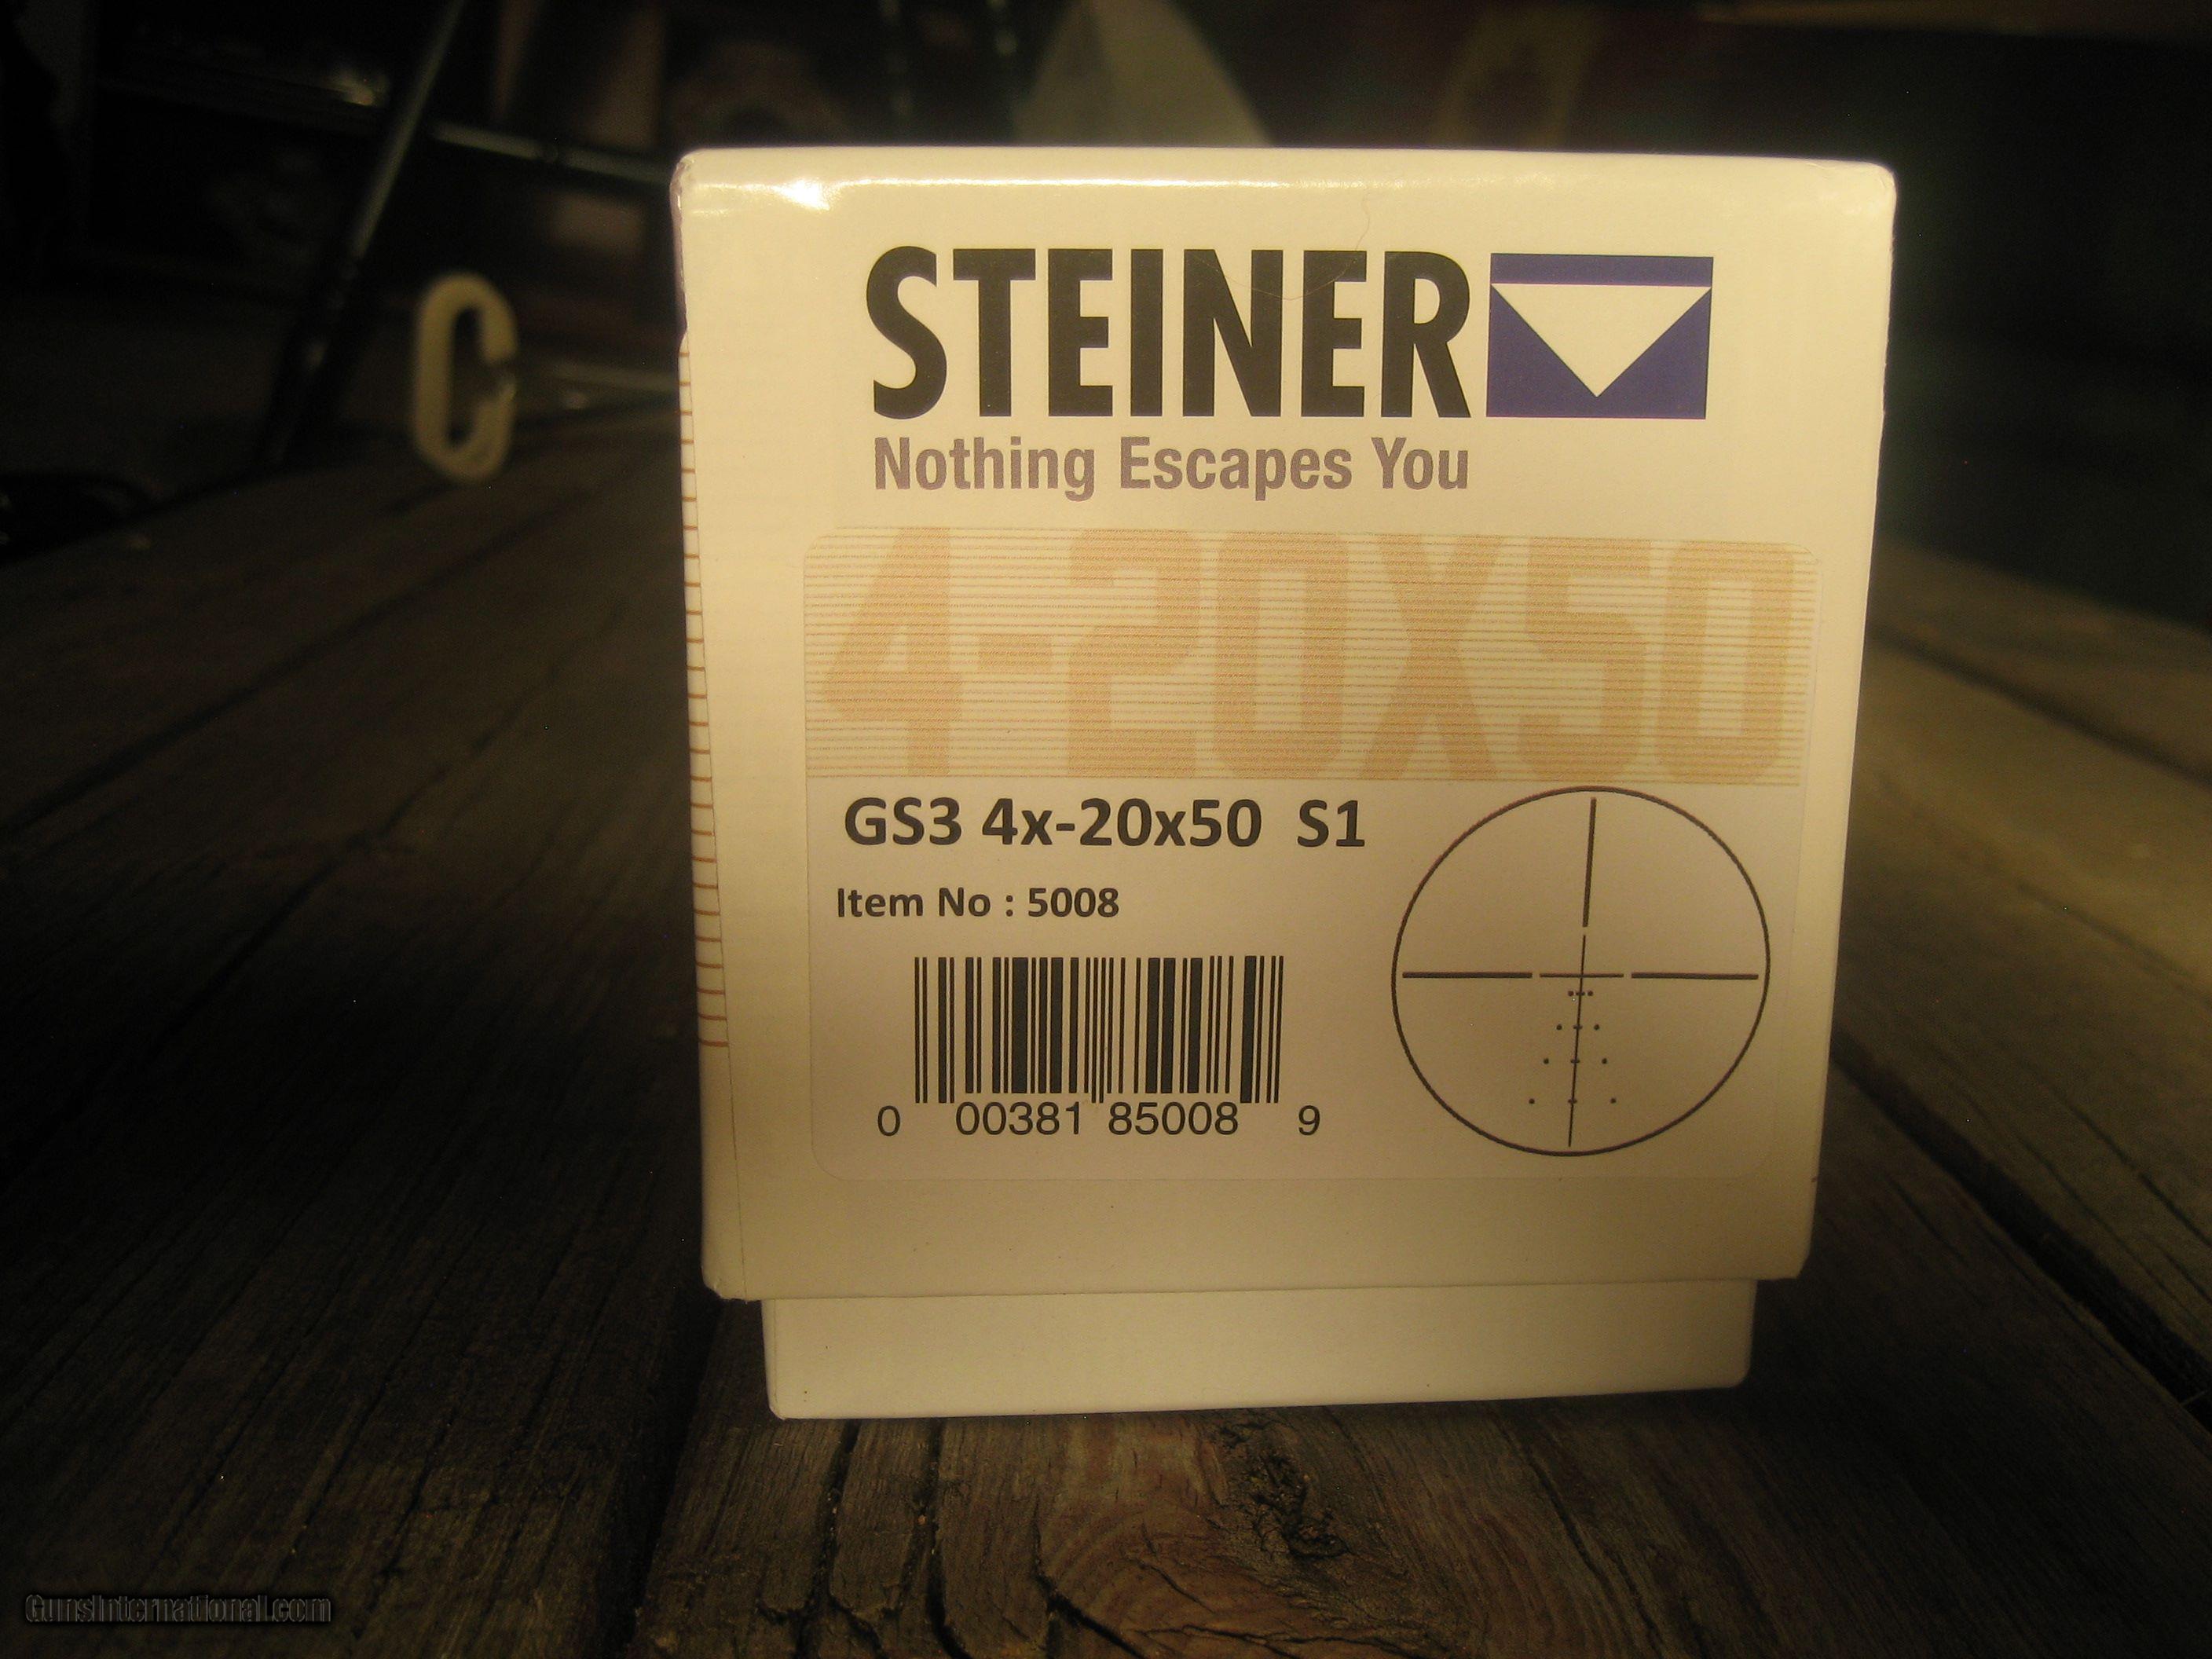 STEINER
Nothing Escapes You
4-20X50
GS3 4x-20x50 S1
Item No : 5008
0 00381 85008 9
GunsInternational.com